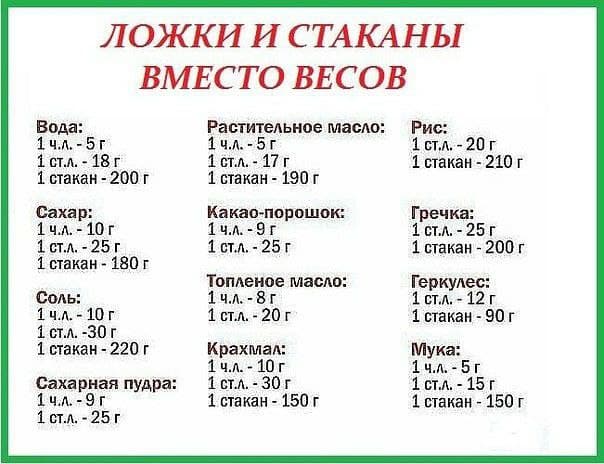 ЛОЖКИ И СТАКАНЫ
ВМЕСТО ВЕСОВ
Вода:
1 ч.л. - 5 г
1 ст.л. - 18 г
1 стакан - 200 г
Сахар:
1 ч.л. - 10 г
1 ст.л. - 25 г
1 стакан - 180 г
Соль:
1 ч.л. - 10 г
1 ст.л. -30 г
1 стакан - 220 г
Сахарная пудра:
1 ч.л. - 9 г
1 ст.л. - 25 г
Растительное масло:
1 ч.л. - 5 г
1 ст.л. - 17 г
1 стакан - 190 г
Какао-порошок:
1 ч.л. - 9 г
1 ст.л. - 25 г
Топленое масло:
1 ч.л. - 8 г
1 ст.л. - 20 г
Крахмал:
1 ч.л. - 10 г
1 ст.л. - 30 г
1 стакан - 150 г
Рис:
1 ст.л. - 20 г
1 стакан - 210 г
Гречка:
1 ст.л. - 25 г
1 стакан - 200 г
Геркулес:
1 ст.л. - 12 г
1 стакан - 90 г
Мука:
1 ч.л. - 5 г
1 ст.л. - 15 г
1 стакан - 150 г